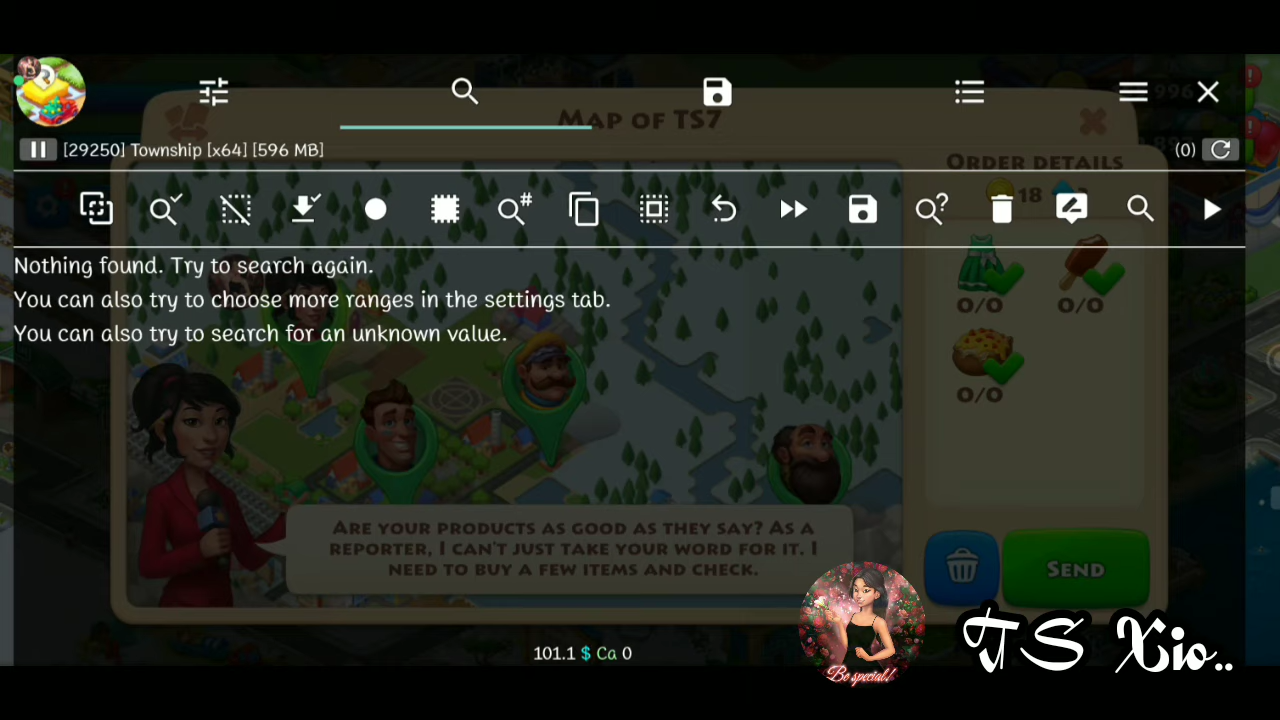 Map of TS7
996
[29250] Township [x64] [596 MB]
(0)
Order details
18
#
?
Nothing found. Try to search again.
You can also try to choose more ranges in the settings tab.
You can also try to search for an unknown value.
0/0
0/0
0/0
Are your products as good as they say? As a
reporter, I can't just take your word for it. I
need to buy a few items and check.
Send
101.1 $ Ca 0
Be special!
TS Xio..